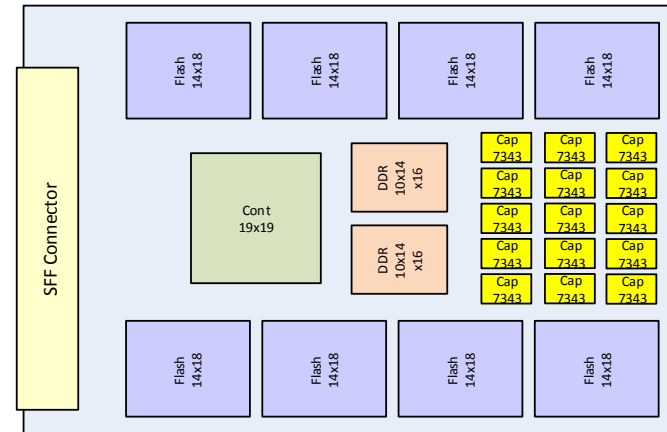 Flash
14x18
Flash
14x18
Flash
14x18
Flash
14x18
SFF Connector
Cont
19x19
DDR
10x14
x16
DDR
10x14
x16
Cap
7343
Cap
7343
Cap
7343
Cap
7343
Cap
7343
Cap
7343
Cap
7343
Cap
7343
Cap
7343
Cap
7343
Cap
7343
Cap
7343
Cap
7343
Cap
7343
Cap
7343
Flash
14x18
Flash
14x18
Flash
14x18
Flash
14x18